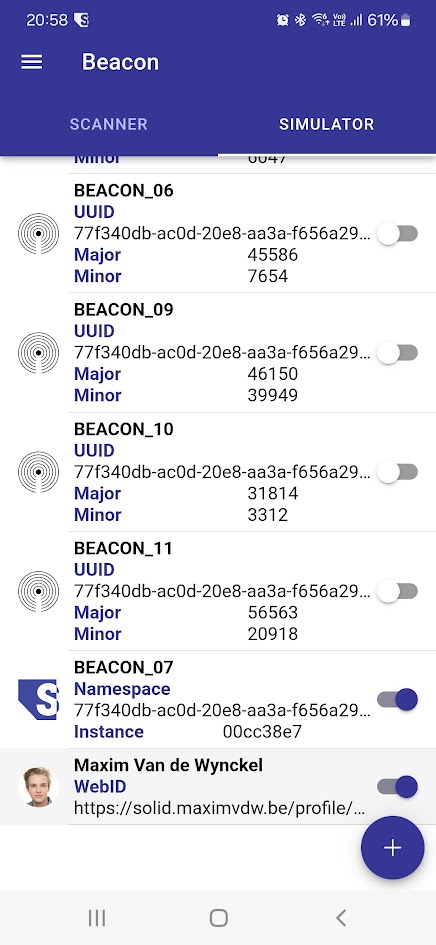 20:58 61%
Beacon
SCANNER SIMULATOR
Minor 6047
BEACON_06
UUID
77f340db-ac0d-20e8-aa3a-f656a29...
Major 45586
Minor 7654
BEACON_09
UUID
77f340db-ac0d-20e8-aa3a-f656a29...
Major 46150
Minor 39949
BEACON_10
UUID
77f340db-ac0d-20e8-aa3a-f656a29...
Major 31814
Minor 3312
BEACON_11
UUID
77f340db-ac0d-20e8-aa3a-f656a29...
Major 56563
Minor 20918
BEACON_07
Namespace
77f340db-ac0d-20e8-aa3a-f656a29...
Instance 00cc38e7
Maxim Van de Wynckel
WebID
https://solid.maximvdw.be/profile/...